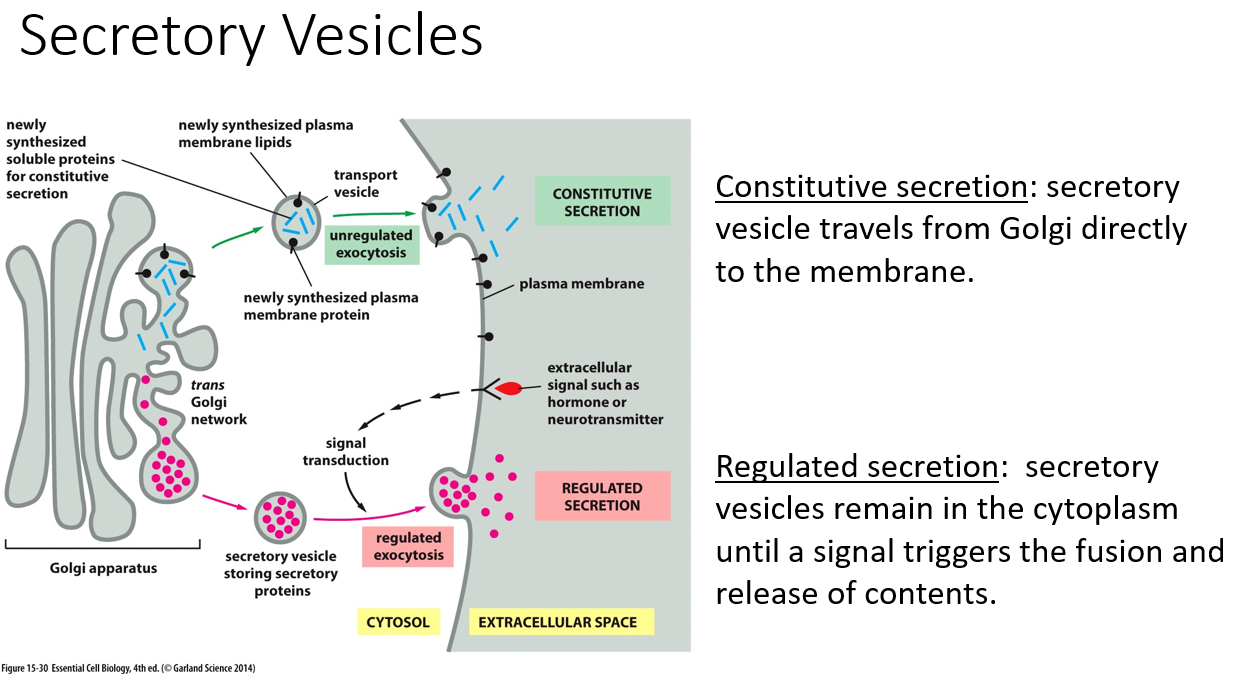 Secretory Vesicles
newly
synthesized
soluble proteins
for constitutive
secretion
newly synthesized plasma
membrane lipids
transport
vesicle
unregulated
exocytosis
newly synthesized plasma
membrane protein
CONSTITUTIVE
SECRETION
plasma membrane
extracellular
signal such as
hormone or
neurotransmitter
trans
Golgi
network
signal
transduction
REGULATED
SECRETION
regulated
exocytosis
secretory vesicle
storing secretory
proteins
Golgi apparatus
CYTOSOL
EXTRACELLULAR SPACE
Figure 15-30 Essential Cell Biology, 4th ed. (© Garland Science 2014)
Constitutive secretion: secretory
vesicle travels from Golgi directly
to the membrane.
Regulated secretion:  secretory
vesicles remain in the cytoplasm
until a signal triggers the fusion and
release of contents.